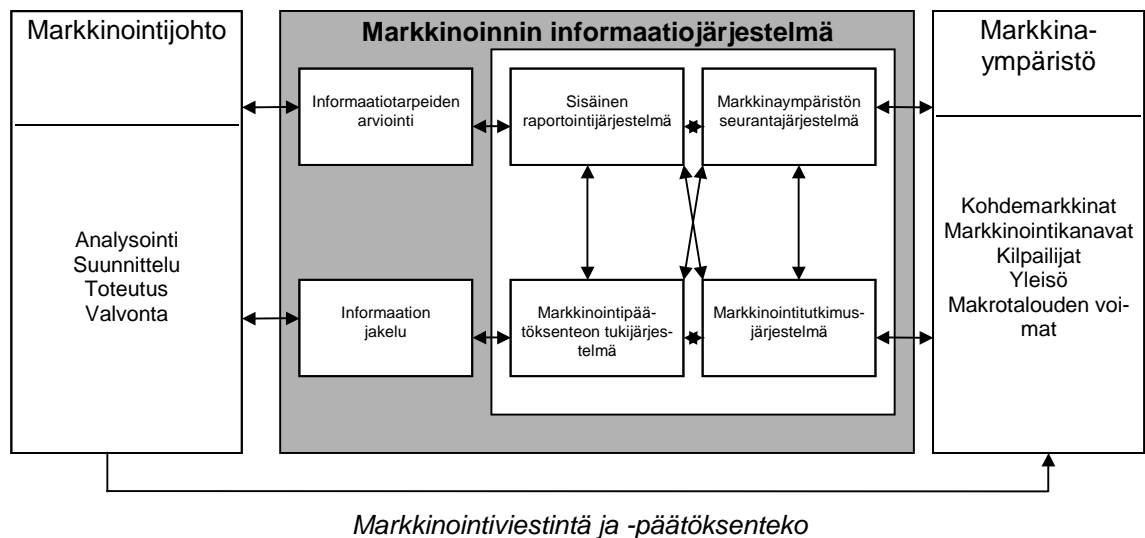 Markkinointijohto
Analysointi
Suunnittelu
Toteutus
Valvonta
Markkinoinnin informaatiojärjestelmä
Informaatiotarpeiden
arviointi
Sisäinen
raportointijärjestelmä
Markkinaympäristön
seurantajärjestelmä
Informaation
jakelu
Markkinointipää-
töksenteon tukijärjes-
telmä
Markkinointitutkimus-
järjestelmä
Markkina-
ympäristö
Kohdemarkkinat
Markkinointikanavat
Kilpailijat
Yleisö
Makrotalouden voi-
mat
Markkinointiviestintä ja -päätöksenteko